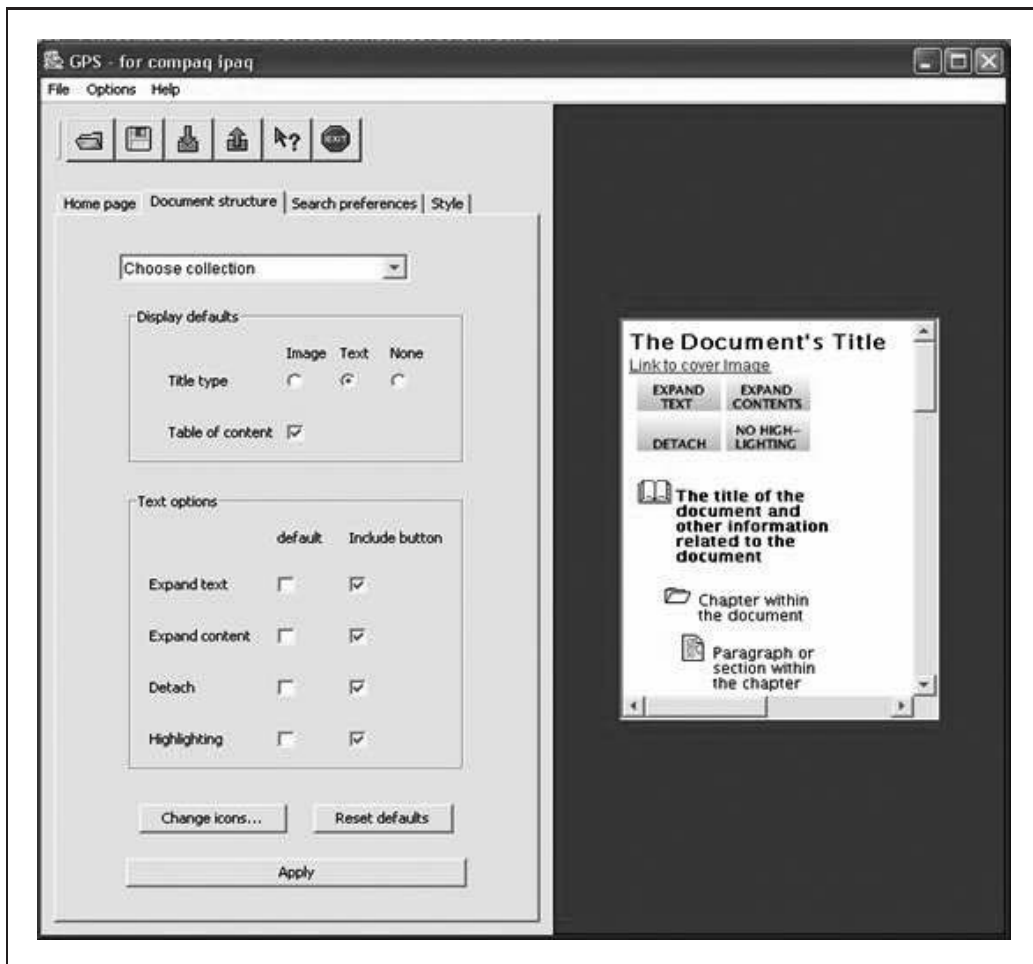 GPS - for compaq ipaq
File Options Help
Home page Document structure Search preferences Style
Choose collection
Display defaults
Image Text None
Title type
Table of content
Text options
default Include button
Expand text
Expand content
Detach
Highlighting
Change icons... Reset defaults
Apply
The Document's Title
Link to cover Image
EXPAND TEXT
EXPAND CONTENTS
DETACH
NO HIGH-
LIGHTING
The title of the
document and
other information
related to the
document
Chapter within
the document
Paragraph or
section within
the chapter